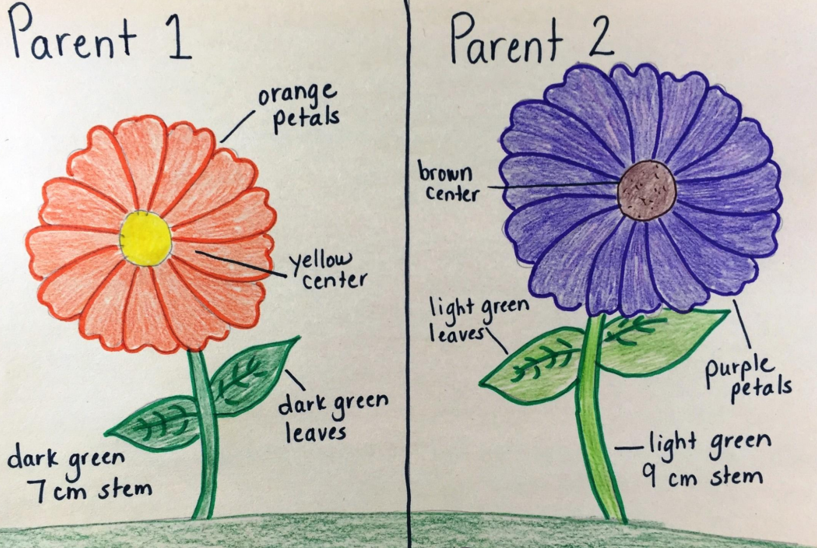 Parent 1
orange
petals
yellow
center
dark green
leaves
dark green
7 cm stem
Parent 2
brown
center
light green
leaves
purple
petals
light green
9 cm stem